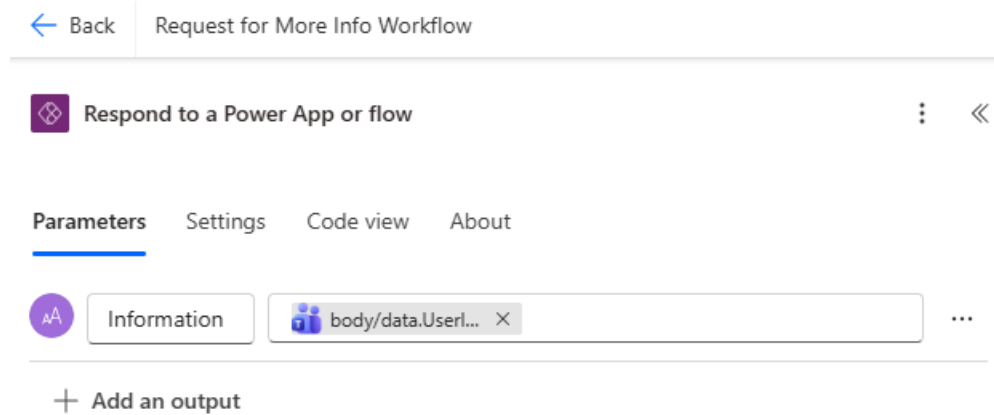 Back Request for More Info Workflow
Respond to a Power App or flow
Parameters Settings Code view About
AA Information body/data.UserI...
Add an output